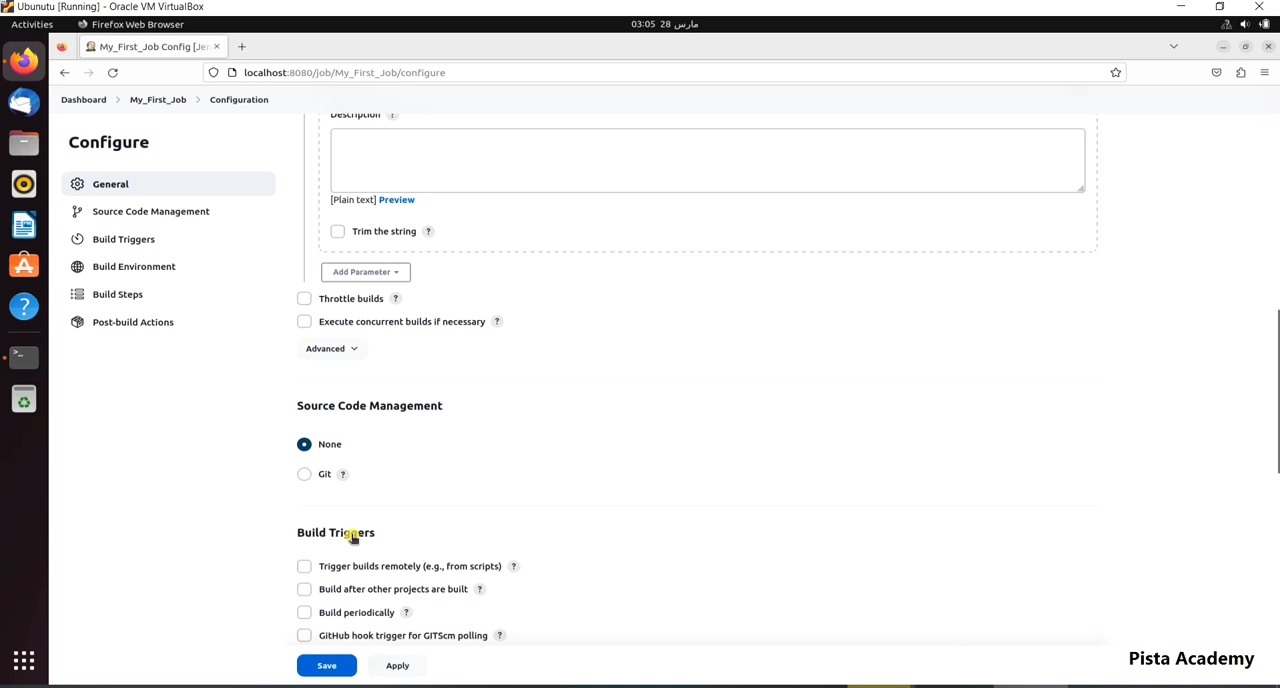 Ubunutu [Running] - Oracle VM VirtualBox
Activities Firefox Web Browser 03:05 28 مارس
My_First_Job Config [Jen
localhost:8080/job/My_First_Job/configure
Dashboard My_First_Job Configuration
Configure
General
Source Code Management
Build Triggers
Build Environment
Build Steps
Post-build Actions
Description ?
[Plain text] Preview
Trim the string ?
Add Parameter
Throttle builds ?
Execute concurrent builds if necessary ?
Advanced
Source Code Management
None
Git ?
Build Triggers
Trigger builds remotely (e.g., from scripts) ?
Build after other projects are built ?
Build periodically ?
GitHub hook trigger for GITScm polling ?
Save Apply
Pista Academy